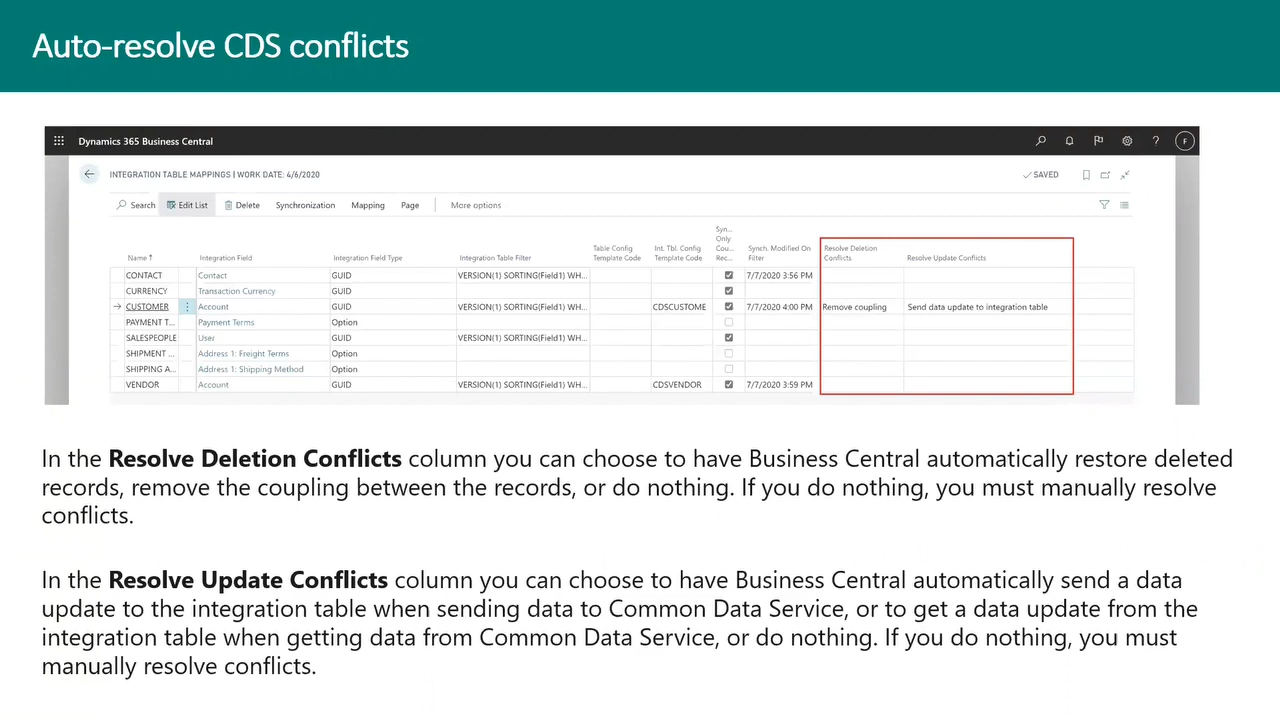 Auto-resolve CDS conflicts
Dynamics 365 Business Central
?
F
INTEGRATION TABLE MAPPINGS | WORK DATE: 4/6/2020
✓SAVED
Search Edit List Delete Synchronization Mapping Page More options
Name ↑ Integration Field Integration Field Type Integration Table Filter Table Config Template Code Int. Tbl. Config Template Code Syn... Only Cou... Rec... Synch. Modified On Filter Resolve Deletion Conflicts Resolve Update Conflicts
CONTACT Contact GUID VERSION(1) SORTING(Field1) WH... 7/7/2020 3:56 PM
CURRENCY Transaction Currency GUID
CUSTOMER Account GUID VERSION(1) SORTING(Field1) WH... CDSCUSTOME 7/7/2020 4:00 PM Remove coupling Send data update to integration table
PAYMENT T... Payment Terms Option
SALESPEOPLE User GUID VERSION(1) SORTING(Field1) WH...
SHIPMENT ... Address 1: Freight Terms Option
SHIPPING A... Address 1: Shipping Method Option
VENDOR Account GUID VERSION(1) SORTING(Field1) WH... CDSVENDOR 7/7/2020 3:59 PM
In the Resolve Deletion Conflicts column you can choose to have Business Central automatically restore deleted
records, remove the coupling between the records, or do nothing. If you do nothing, you must manually resolve
conflicts.
In the Resolve Update Conflicts column you can choose to have Business Central automatically send a data
update to the integration table when sending data to Common Data Service, or to get a data update from the
integration table when getting data from Common Data Service, or do nothing. If you do nothing, you must
manually resolve conflicts.